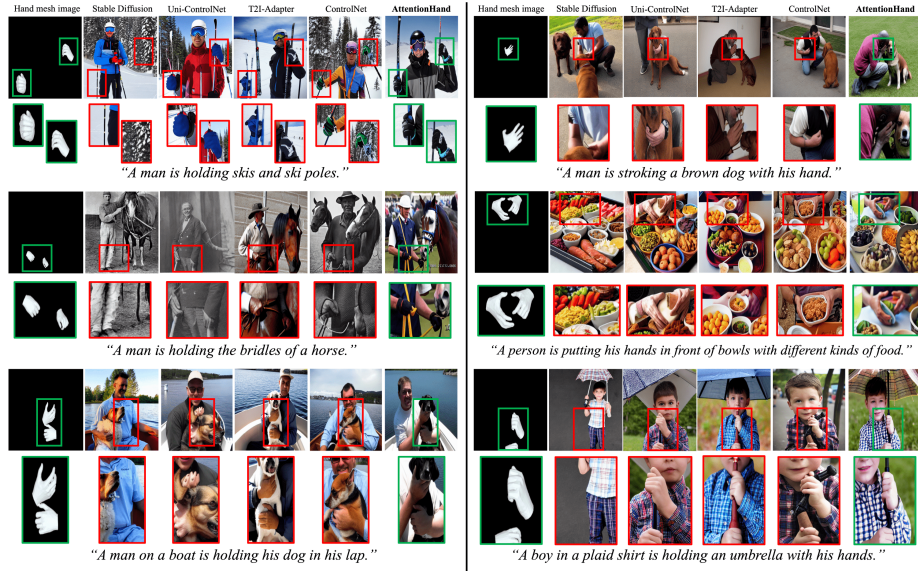 Hand mesh image Stable Diffusion Uni-ControlNet T2I-Adapter ControlNet AttentionHand
"A man is holding skis and ski poles."
"A man is holding the bridles of a horse."
"A man on a boat is holding his dog in his lap."
Hand mesh image Stable Diffusion Uni-ControlNet T2I-Adapter ControlNet AttentionHand
"A man is stroking a brown dog with his hand."
"A person is putting his hands in front of bowls with different kinds of food."
"A boy in a plaid shirt is holding an umbrella with his hands."